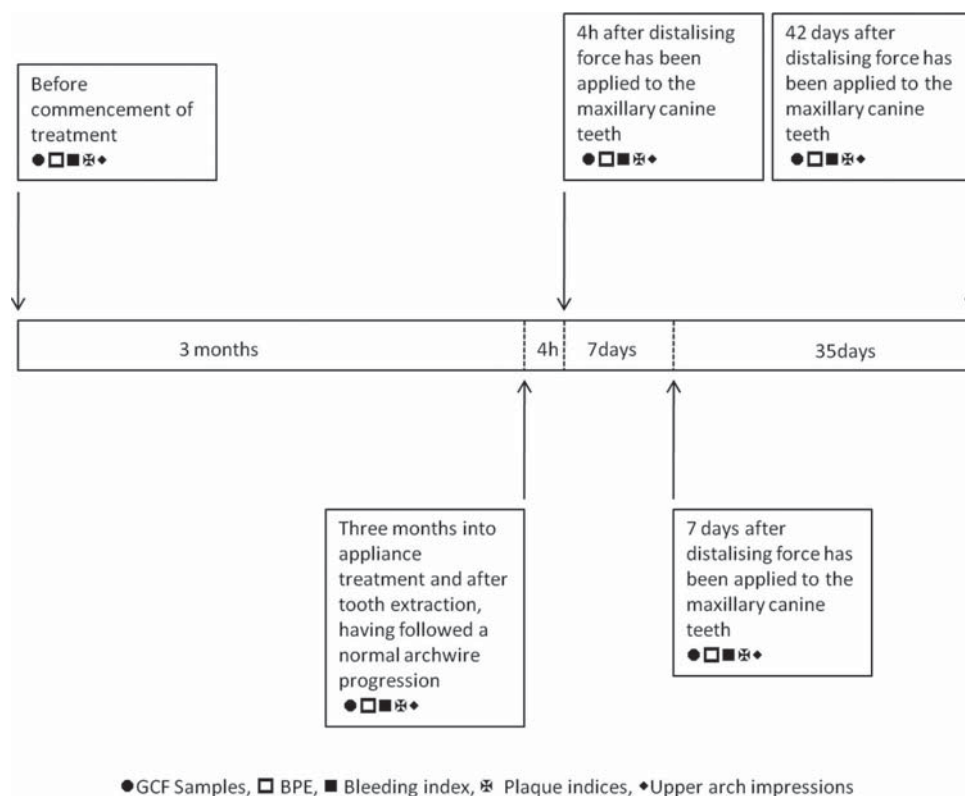 Before
commencement of
treatment
●◻■✠◆
4h after distalising
force has been
applied to the
maxillary canine
teeth
●◻■✠◆
42 days after
distalising force has
been applied to the
maxillary canine
teeth
●◻■✠◆
3 months
4h
7days
35days
Three months into
appliance
treatment and after
tooth extraction,
having followed a
normal archwire
progression
●◻■✠◆
7 days after
distalising force has
been applied to the
maxillary canine
teeth
●◻■✠◆
●GCF Samples, ◻ BPE, ■ Bleeding index, ✠ Plaque indices, ◆Upper arch impressions